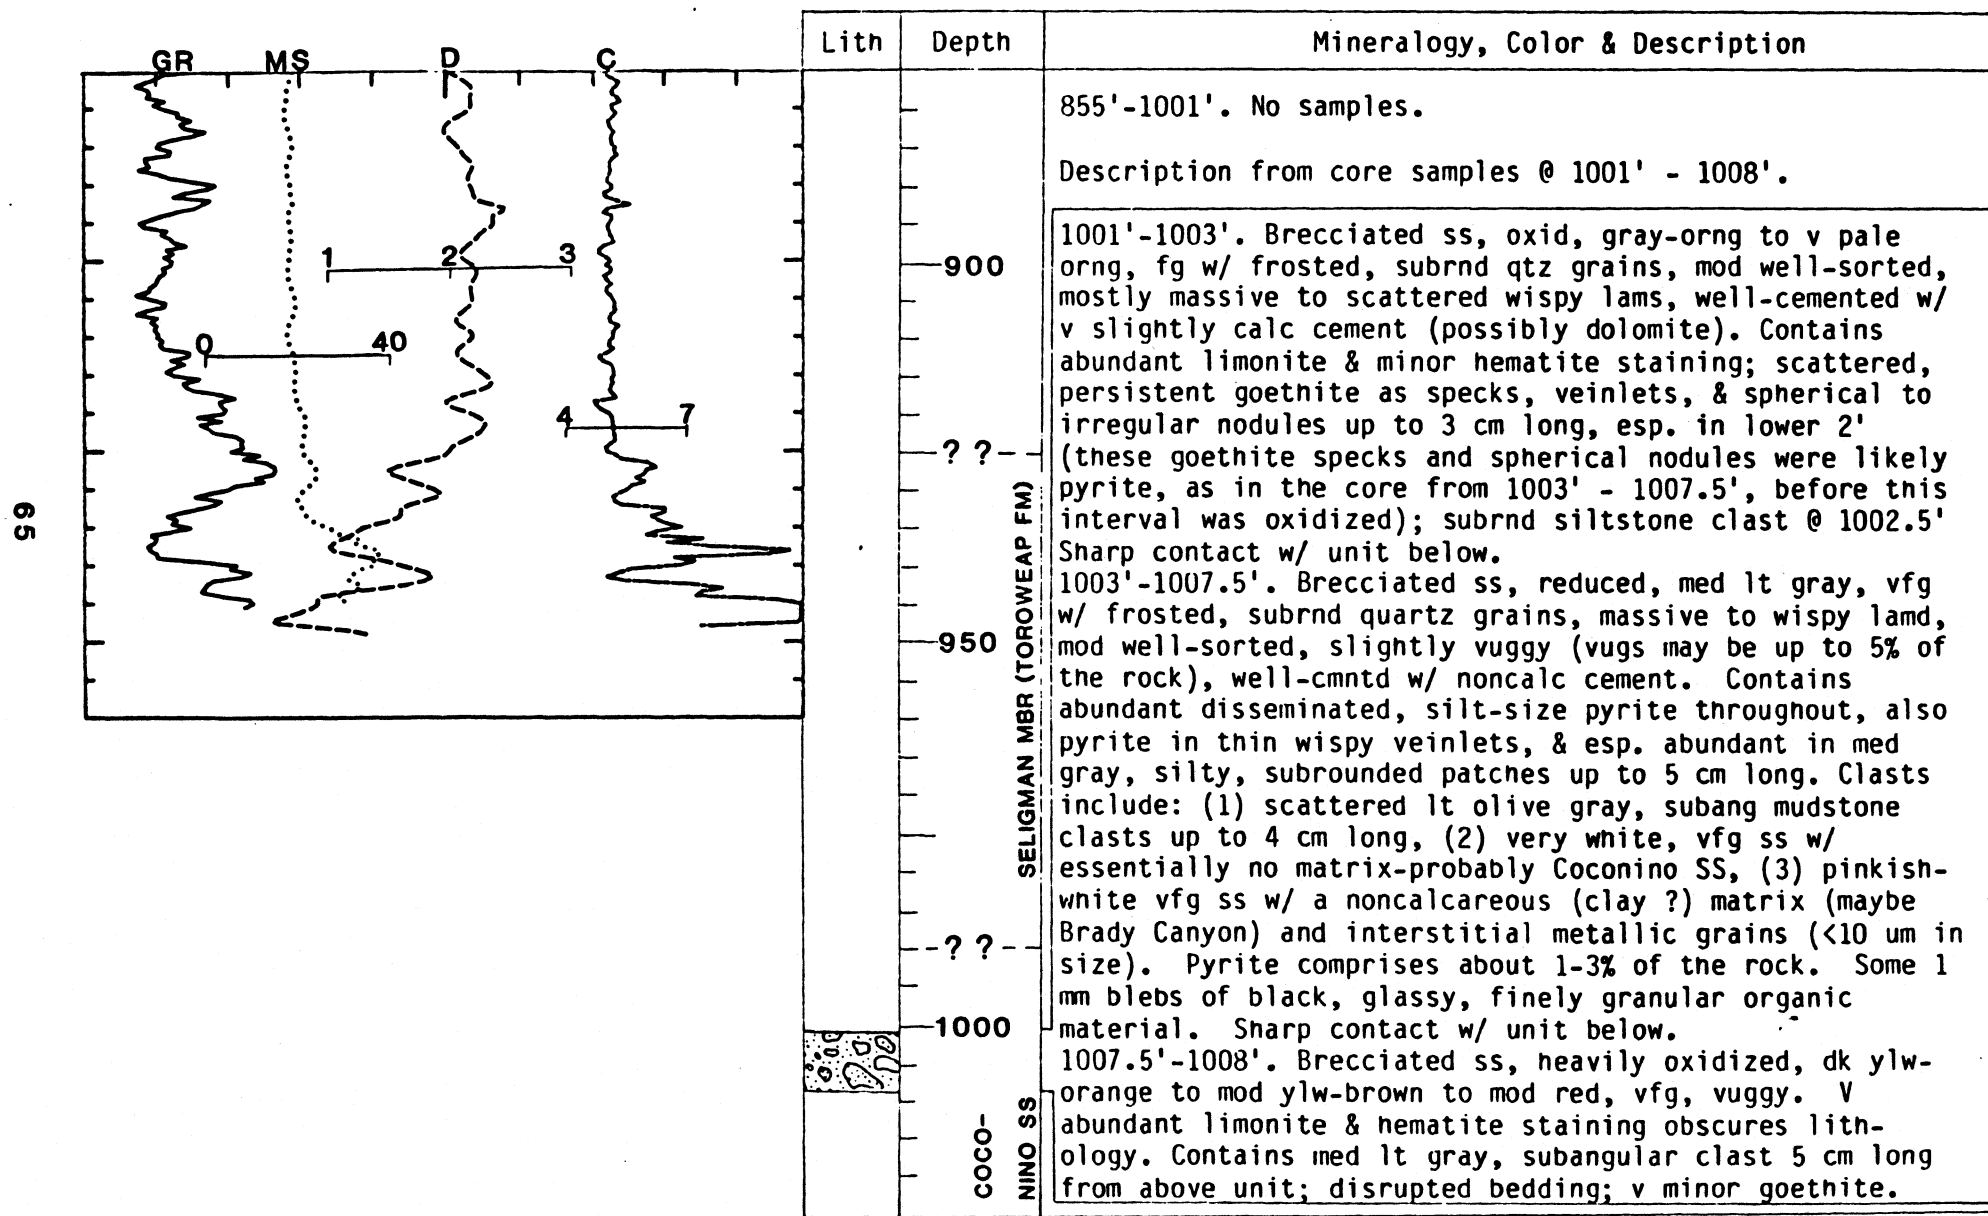 GR MS D C
1 2 3
0 40
4 7
65
Lith Depth Mineralogy, Color & Description
900
? ?
950
? ?
1000
SELIGMAN MBR (TOROWEAP FM)
COCO-
NINO SS
855'-1001'. No samples.
Description from core samples @ 1001' - 1008'.
1001'-1003'. Brecciated ss, oxid, gray-orng to v pale
orng, fg w/ frosted, subrnd qtz grains, mod well-sorted,
mostly massive to scattered wispy lams, well-cemented w/
v slightly calc cement (possibly dolomite). Contains
abundant limonite & minor hematite staining; scattered,
persistent goethite as specks, veinlets, & spherical to
irregular nodules up to 3 cm long, esp. in lower 2'
(these goethite specks and spherical nodules were likely
pyrite, as in the core from 1003' - 1007.5', before this
interval was oxidized); subrnd siltstone clast @ 1002.5'
Sharp contact w/ unit below.
1003'-1007.5'. Brecciated ss, reduced, med lt gray, vfg
w/ frosted, subrnd quartz grains, massive to wispy lamd,
mod well-sorted, slightly vuggy (vugs may be up to 5% of
the rock), well-cmntd w/ noncalc cement. Contains
abundant disseminated, silt-size pyrite throughout, also
pyrite in thin wispy veinlets, & esp. abundant in med
gray, silty, subrounded patches up to 5 cm long. Clasts
include: (1) scattered lt olive gray, subang mudstone
clasts up to 4 cm long, (2) very white, vfg ss w/
essentially no matrix-probably Coconino SS, (3) pinkish-
white vfg ss w/ a noncalcareous (clay ?) matrix (maybe
Brady Canyon) and interstitial metallic grains (<10 um in
size). Pyrite comprises about 1-3% of the rock. Some 1
mm blebs of black, glassy, finely granular organic
material. Sharp contact w/ unit below.
1007.5'-1008'. Brecciated ss, heavily oxidized, dk ylw-
orange to mod ylw-brown to mod red, vfg, vuggy. V
abundant limonite & hematite staining obscures lith-
ology. Contains med lt gray, subangular clast 5 cm long
from above unit; disrupted bedding; v minor goethite.